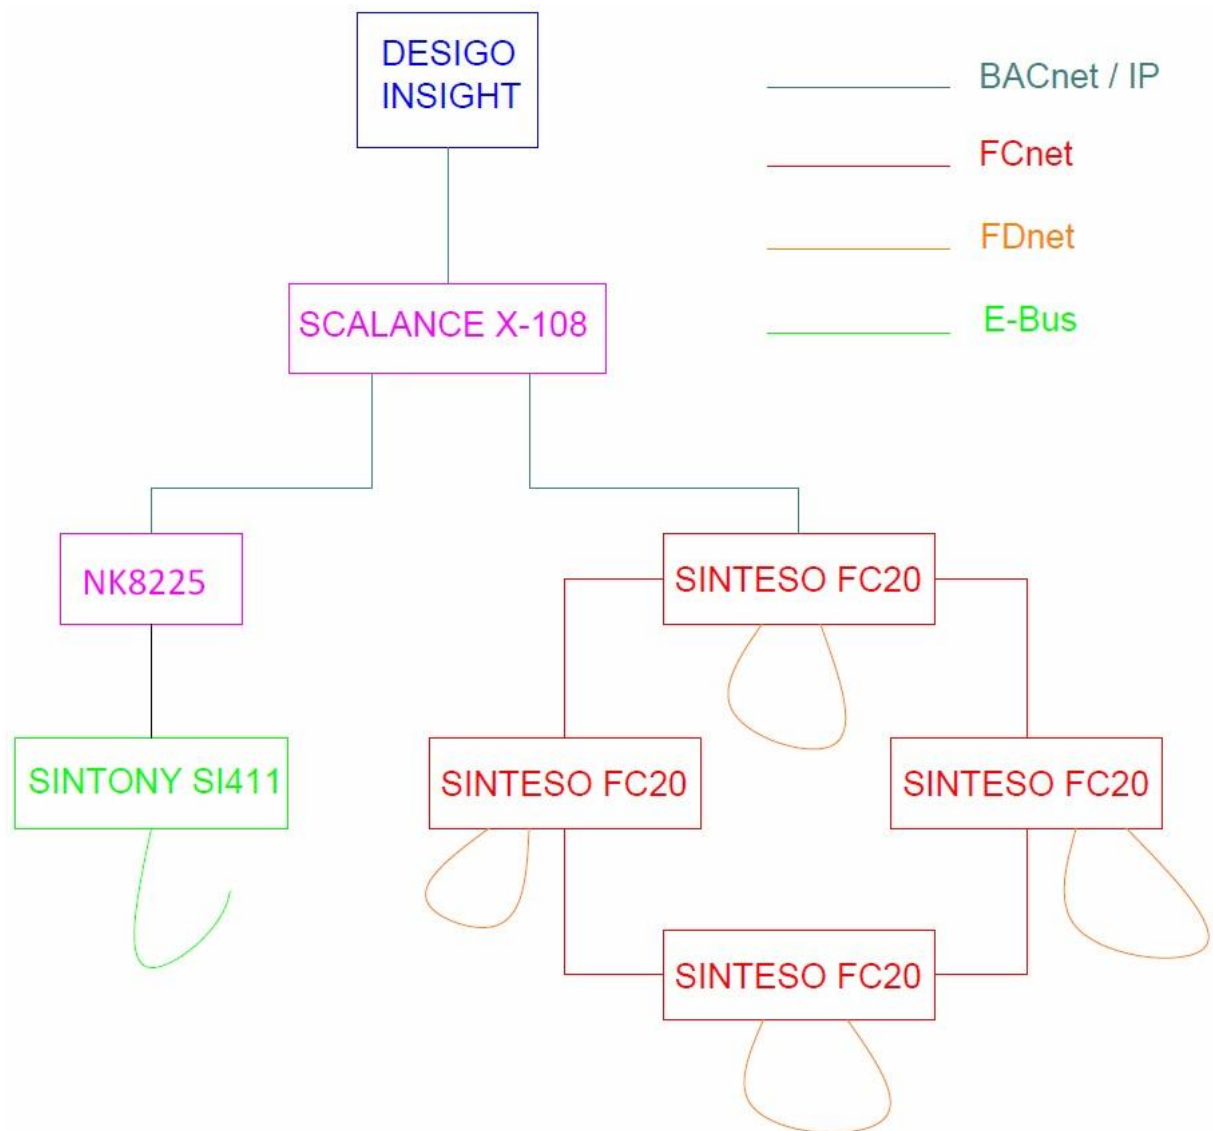 DESIGO
INSIGHT
BACnet / IP
FCnet
FDnet
E-Bus
SCALANCE X-108
NK8225
SINTESO FC20
SINTONY SI411
SINTESO FC20
SINTESO FC20
SINTESO FC20